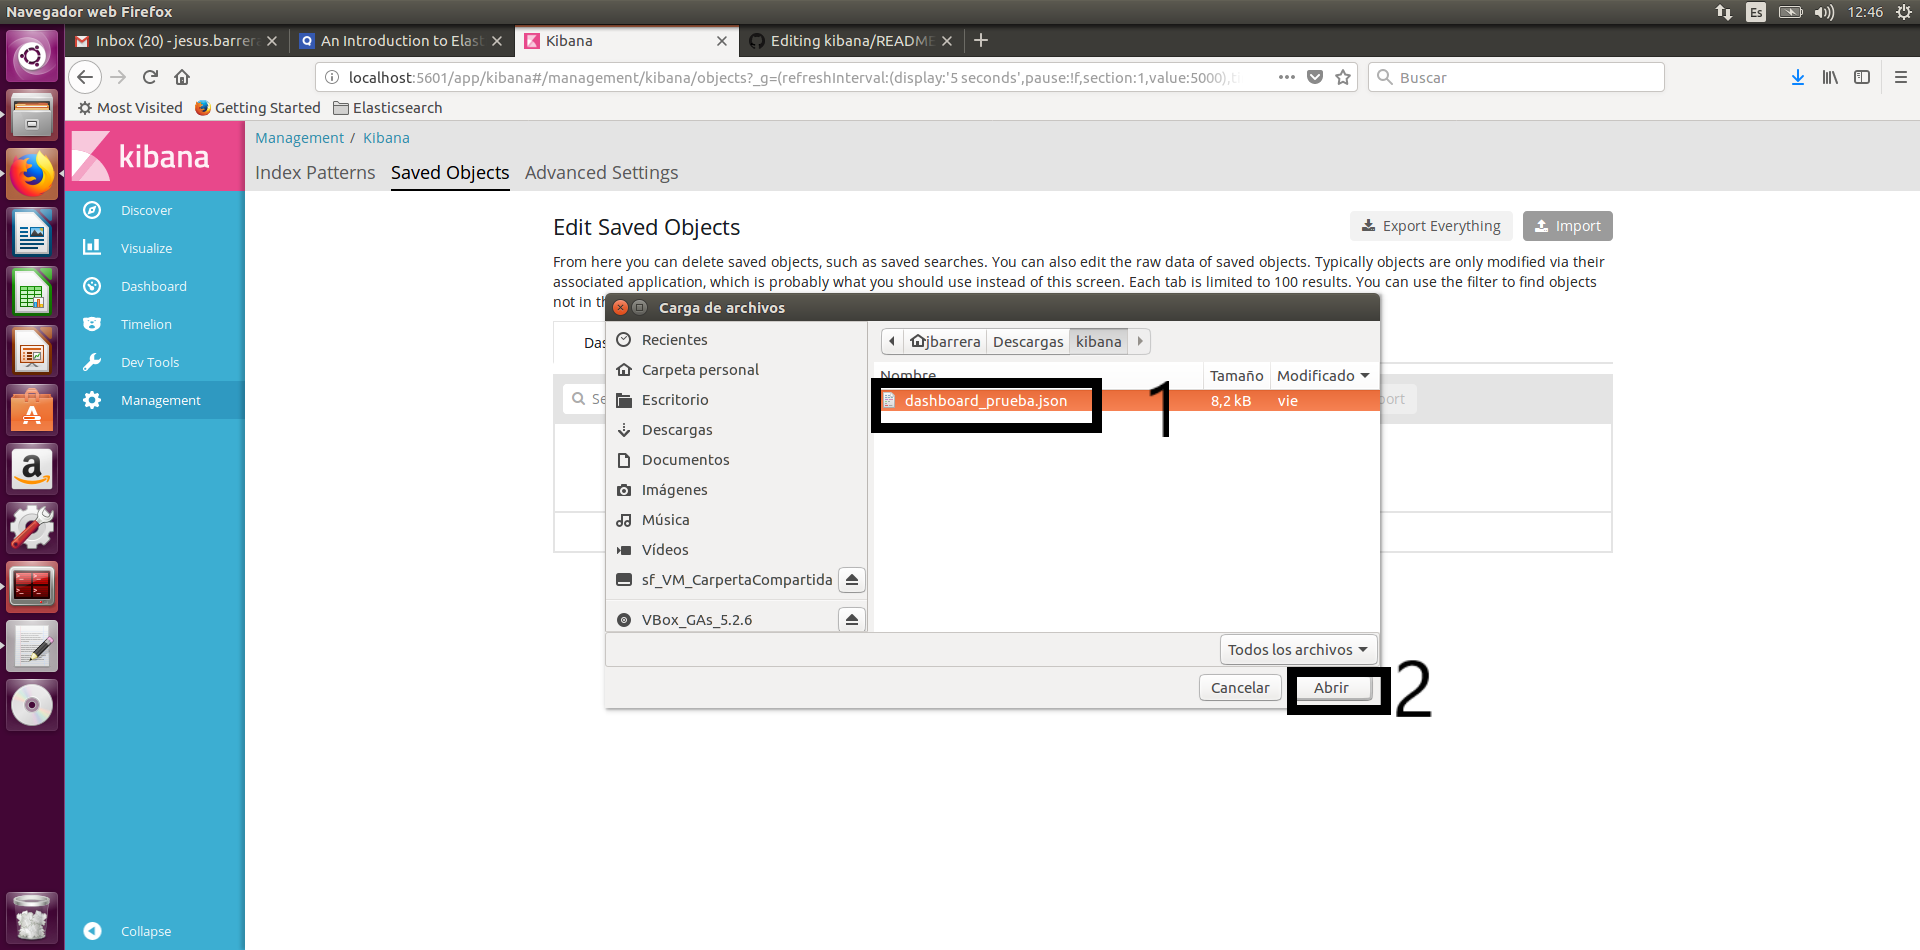 Navegador web Firefox
Es
12:46
Inbox (20) - jesus.barrera
An Introduction to Elast
Kibana
Editing kibana/README
localhost:5601/app/kibana#/management/kibana/objects?_g=(refreshInterval:(display:'5 seconds',pause:!f,section:1,value:5000),ti
Buscar
Most Visited
Getting Started
Elasticsearch
kibana
Management / Kibana
Index Patterns
Saved Objects
Advanced Settings
Discover
Visualize
Dashboard
Timelion
Dev Tools
Management
Collapse
Edit Saved Objects
Export Everything
Import
From here you can delete saved objects, such as saved searches. You can also edit the raw data of saved objects. Typically objects are only modified via their
associated application, which is probably what you should use instead of this screen. Each tab is limited to 100 results. You can use the filter to find objects
not in th
Das
Se
ort
Carga de archivos
Recientes
Carpeta personal
Escritorio
Descargas
Documentos
Imágenes
Música
Vídeos
sf_VM_CarpertaCompartida
VBox_GAs_5.2.6
jbarrera
Descargas
kibana
Nombre
Tamaño
Modificado
dashboard_prueba.json
8,2 kB
vie
1
Todos los archivos
Cancelar
Abrir
2